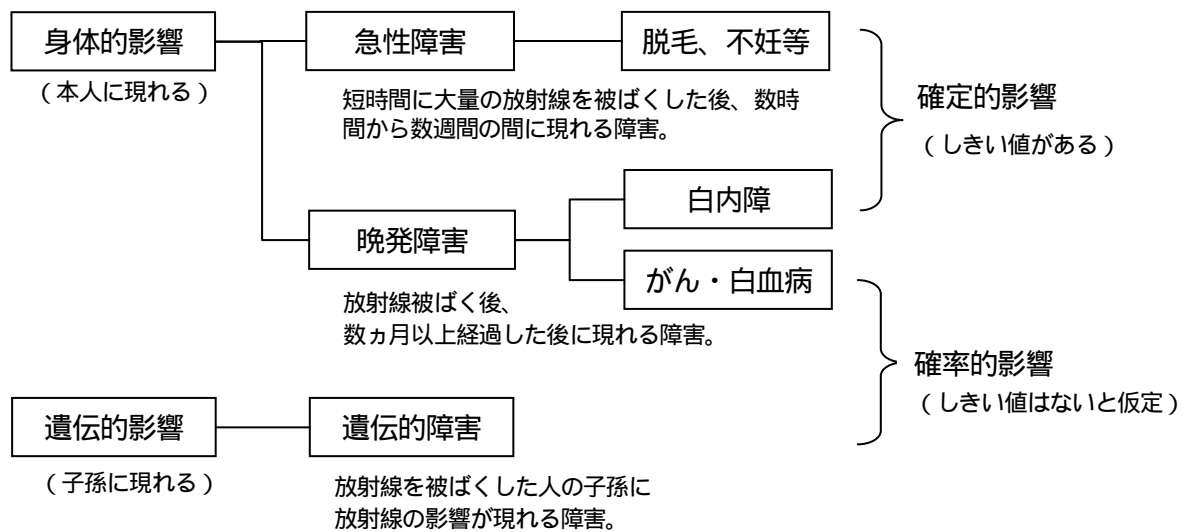 身体的影響
（本人に現れる）
急性障害
脱毛、不妊等
短時間に大量の放射線を被ばくした後、数時
間から数週間の間に現れる障害。
確定的影響
（しきい値がある）
白内障
晩発障害
がん・白血病
放射線被ばく後、
数ヵ月以上経過した後に現れる障害。
確率的影響
（しきい値はないと仮定）
遺伝的影響
（子孫に現れる）
遺伝的障害
放射線を被ばくした人の子孫に
放射線の影響が現れる障害。